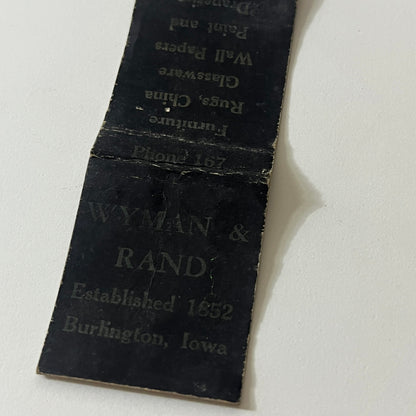 WYMAN &
RAND
Established 1852
Burlington, Iowa
Phone 167
Furniture
Rugs, China
Glassware
Wall Papers
Paint and